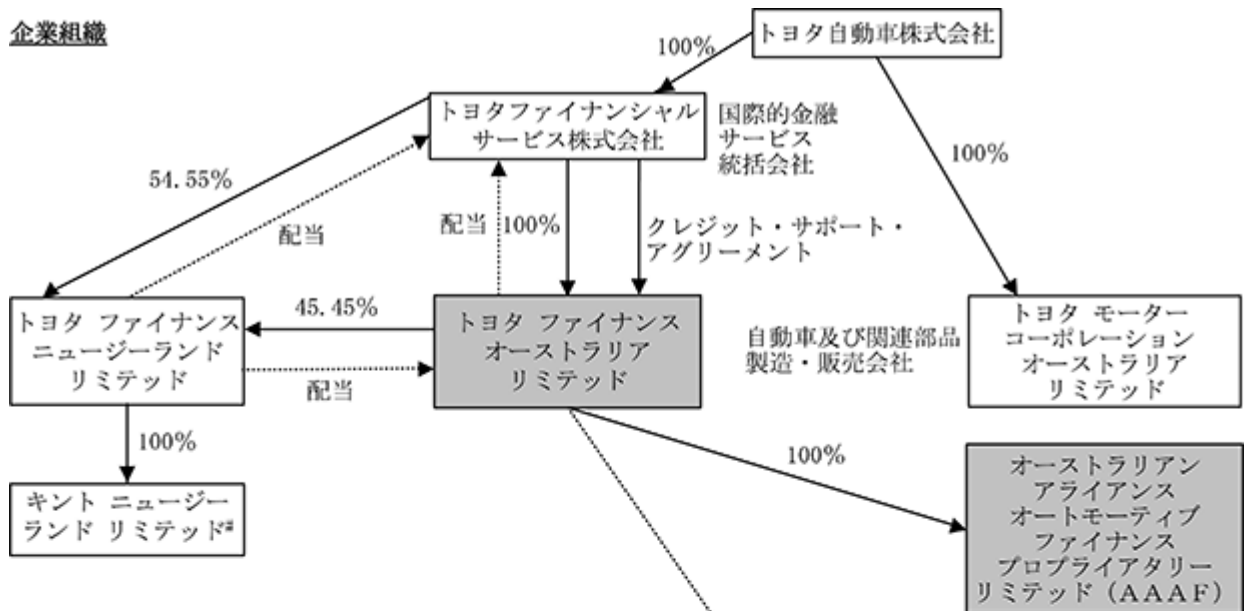 企業組織
トヨタ自動車株式会社
100%
トヨタファイナンシャル
サービス株式会社
国際的金融
サービス
統括会社
100%
54.55%
配当
配当
100%
クレジット・サポート・
アグリーメント
トヨタ ファイナンス
ニュージーランド
リミテッド
45.45%
配当
トヨタ ファイナンス
オーストラリア
リミテッド
自動車及び関連部品
製造・販売会社
トヨタ モーター
コーポレーション
オーストラリア
リミテッド
100%
100%
キント ニュージー
ランド リミテッド#
オーストラリアン
アライアンス
オートモーティブ
ファイナンス
プロプライアタリー
リミテッド（ＡＡＡＦ）